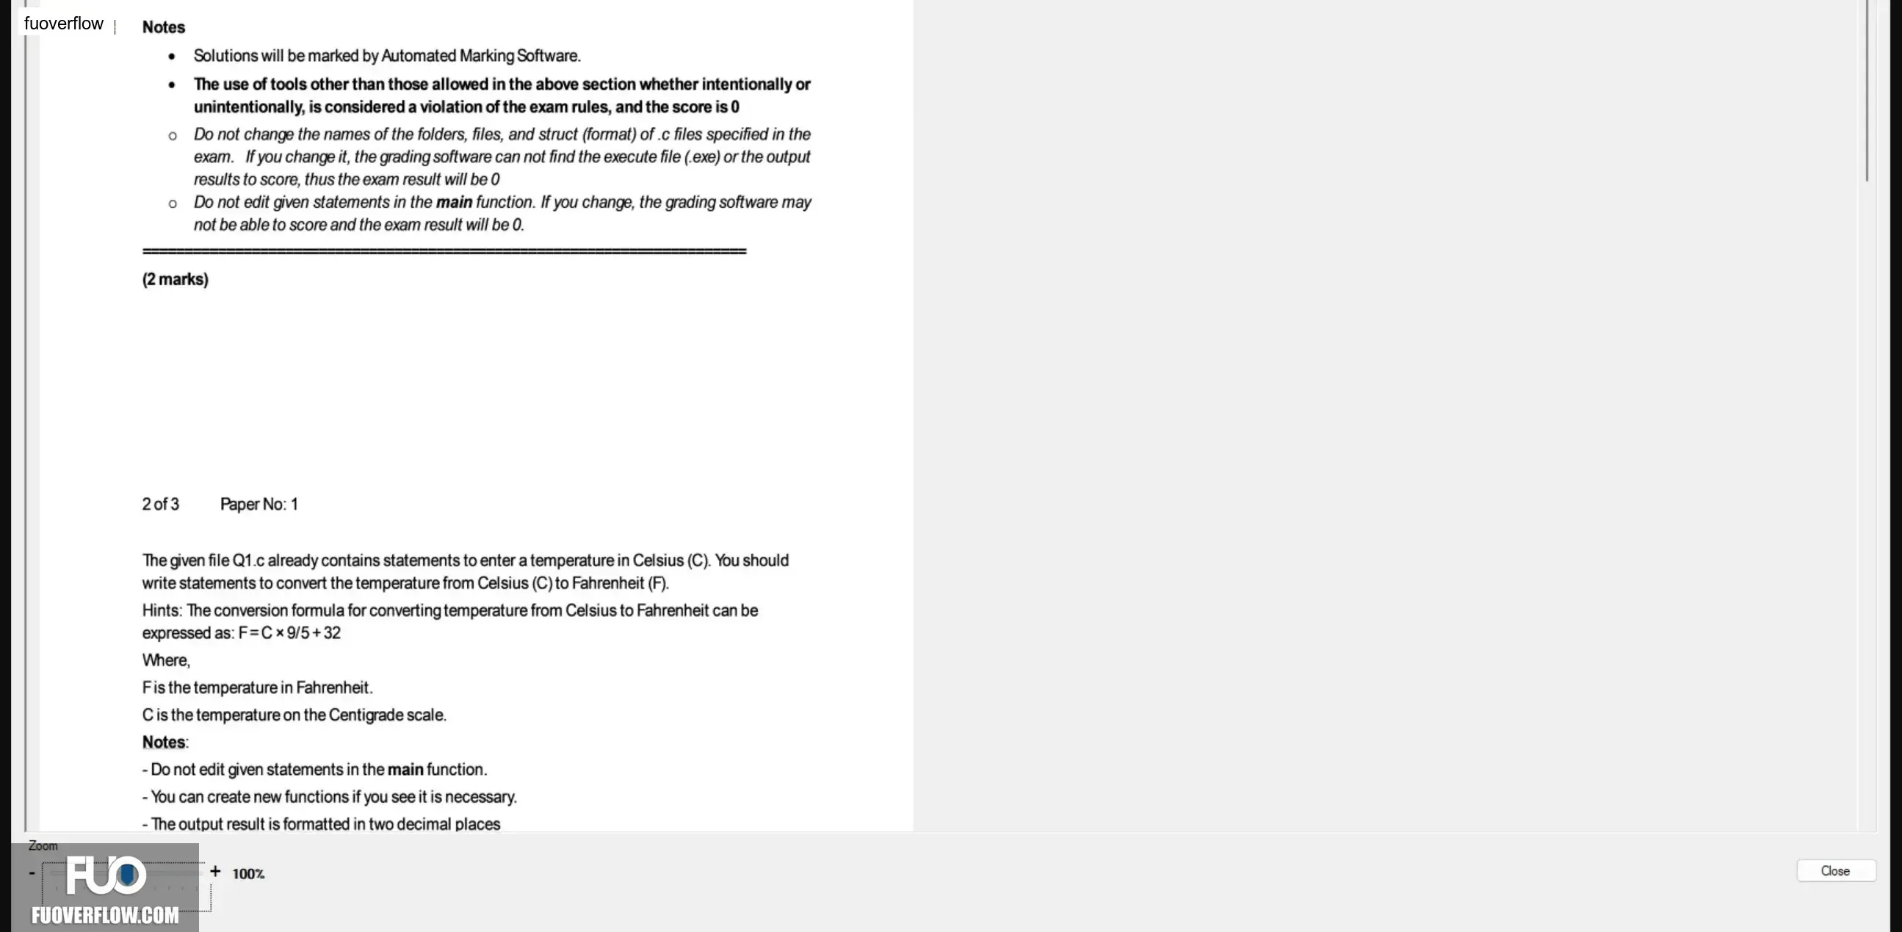 fuoverflow
Notes
• Solutions will be marked by Automated Marking Software.
• The use of tools other than those allowed in the above section whether intentionally or
unintentionally, is considered a violation of the exam rules, and the score is 0
o Do not change the names of the folders, files, and struct (format) of .c files specified in the
exam. If you change it, the grading software can not find the execute file (.exe) or the output
results to score, thus the exam result will be 0
o Do not edit given statements in the main function. If you change, the grading software may
not be able to score and the exam result will be 0.
(2 marks)
2 of 3 Paper No: 1
The given file Q1.c already contains statements to enter a temperature in Celsius (C). You should
write statements to convert the temperature from Celsius (C) to Fahrenheit (F).
Hints: The conversion formula for converting temperature from Celsius to Fahrenheit can be
expressed as: F = C × 9/5 + 32
Where,
F is the temperature in Fahrenheit.
C is the temperature on the Centigrade scale.
Notes:
- Do not edit given statements in the main function.
- You can create new functions if you see it is necessary.
- The output result is formatted in two decimal places
Zoom
- + 100%
Close
FUO
FUOVERFLOW.COM